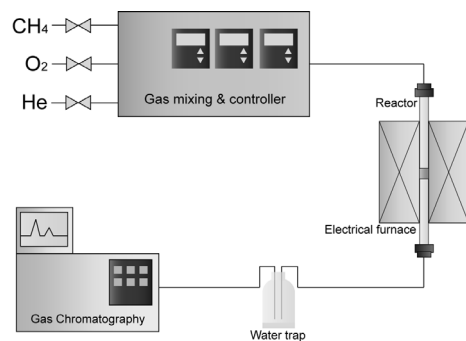 CH₄
O₂
He
Gas mixing & controller
Reactor
Electrical furnace
Gas Chromatography
Water trap